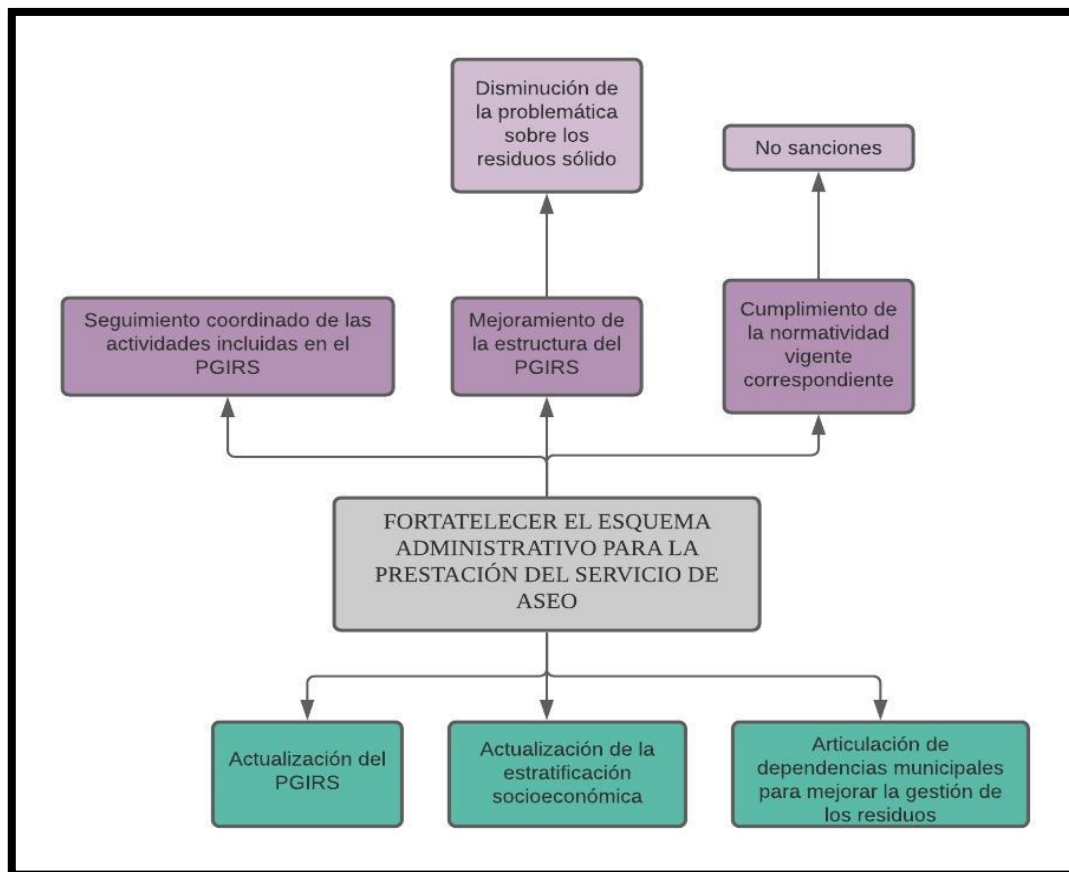 Disminución de
la problemática
sobre los
residuos sólido
No sanciones
Seguimiento coordinado de las
actividades incluidas en el
PGIRS
Mejoramiento de
la estructura del
PGIRS
Cumplimiento de
la normatividad
vigente
correspondiente
FORTATELECER EL ESQUEMA
ADMINISTRATIVO PARA LA
PRESTACIÓN DEL SERVICIO DE
ASEO
Actualización del
PGIRS
Actualización de la
estratificación
socioeconómica
Articulación de
dependencias municipales
para mejorar la gestión de
los residuos